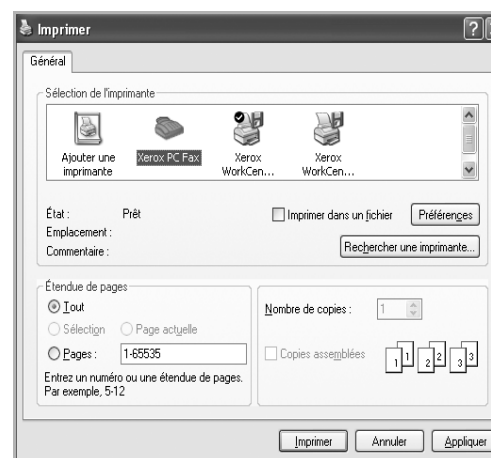 Imprimer
Général
Sélection de l'imprimante
Ajouter une imprimante
Xerox PC Fax
Xerox WorkCen...
Xerox WorkCen...
État : Prêt
Imprimer dans un fichier
Préférences
Emplacement :
Commentaire :
Rechercher une imprimante...
Étendue de pages
Tout
Sélection
Page actuelle
Pages : 1-65535
Entrez un numéro ou une étendue de pages.
Par exemple, 5-12
Nombre de copies : 1
Copies assemblées
1 1 2 2 3 3
Imprimer
Annuler
Appliquer